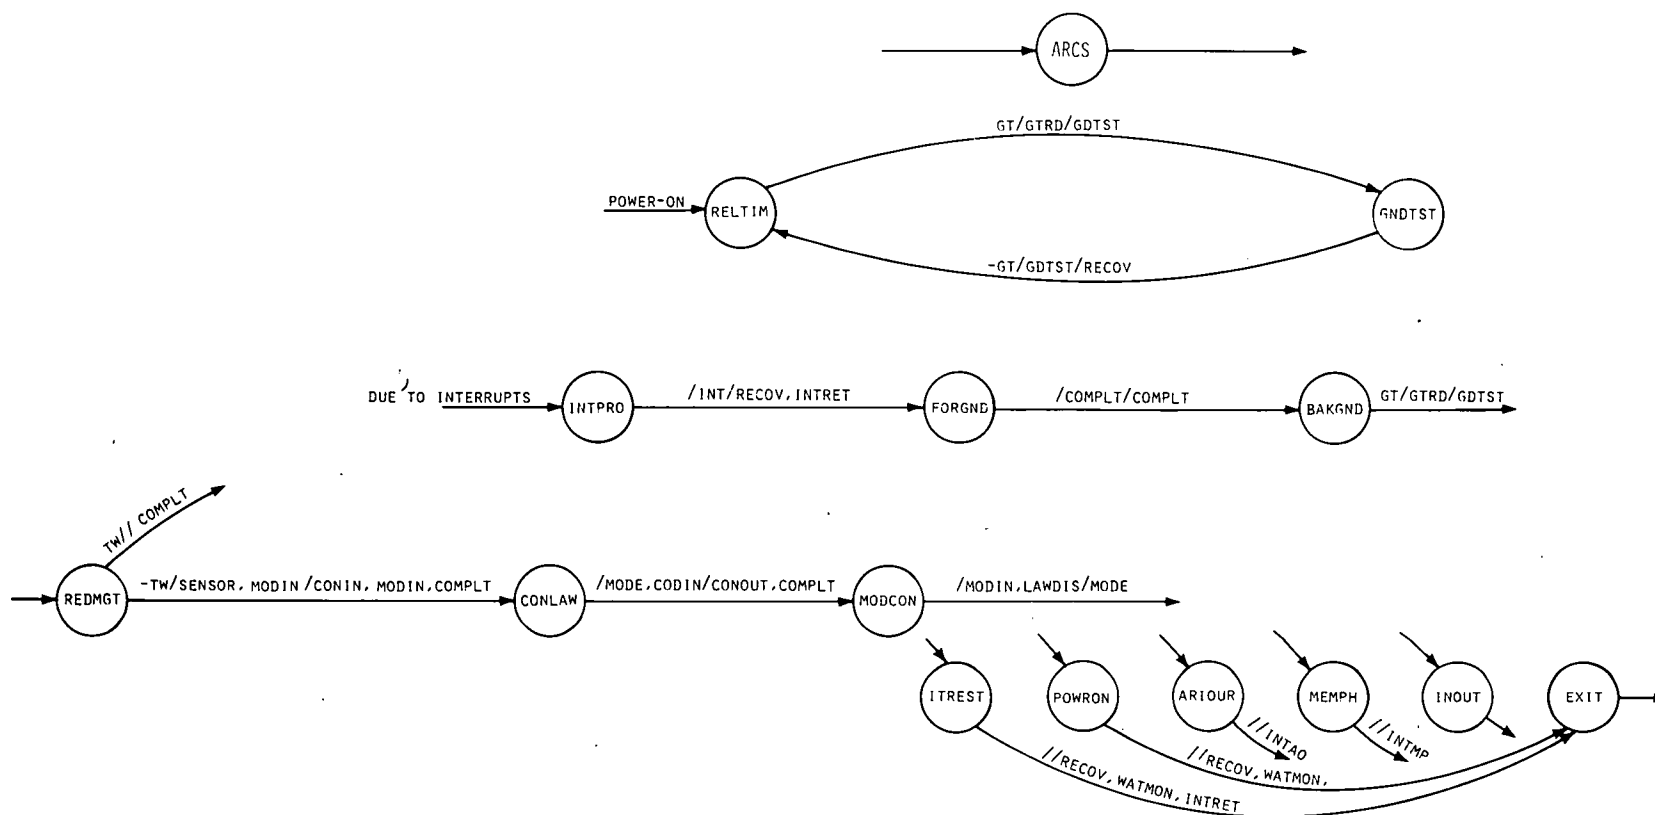 ARCS
GT/GTRD/GDTST
POWER-ON
RELTIM
GNDTST
-GT/GDTST/RECOV
DUE TO INTERRUPTS
INTPRO
/INT/RECOV,INTRET
FORGND
/COMPLT/COMPLT
BAKGND
GT/GTRD/GDTST
TW// COMPLT
REDMGT
-TW/SENSOR, MODIN /CONIN, MODIN,COMPLT
CONLAW
/MODE,CODIN/CONOUT,COMPLT
MODCON
/MODIN,LAWDIS/MODE
ITREST
POWRON
ARIOUR
MEMPH
INOUT
EXIT
//INTAO
//INTMP
//RECOV, WATMON,
//RECOV, WATMON, INTRET